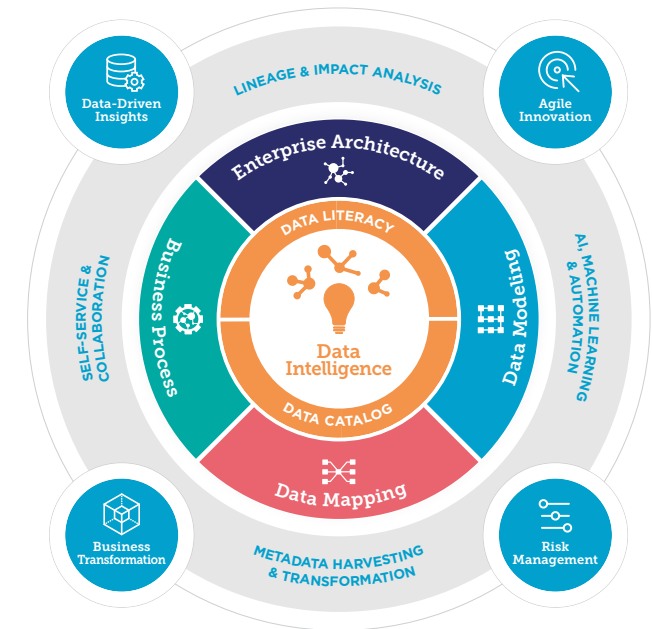 LINEAGE & IMPACT ANALYSIS
Data-Driven
Insights
Agile
Innovation
Enterprise Architecture
DATA LITERACY
SELF-SERVICE &
COLLABORATION
Business Process
Data
Intelligence
Data Modeling
AI, MACHINE LEARNING
& AUTOMATION
DATA CATALOG
Data Mapping
Business
Transformation
Risk
Management
METADATA HARVESTING
& TRANSFORMATION